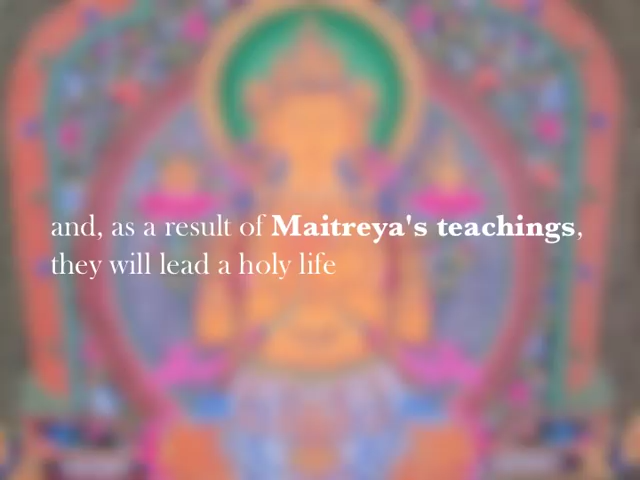 and, as a result of Maitreya's teachings,
they will lead a holy life